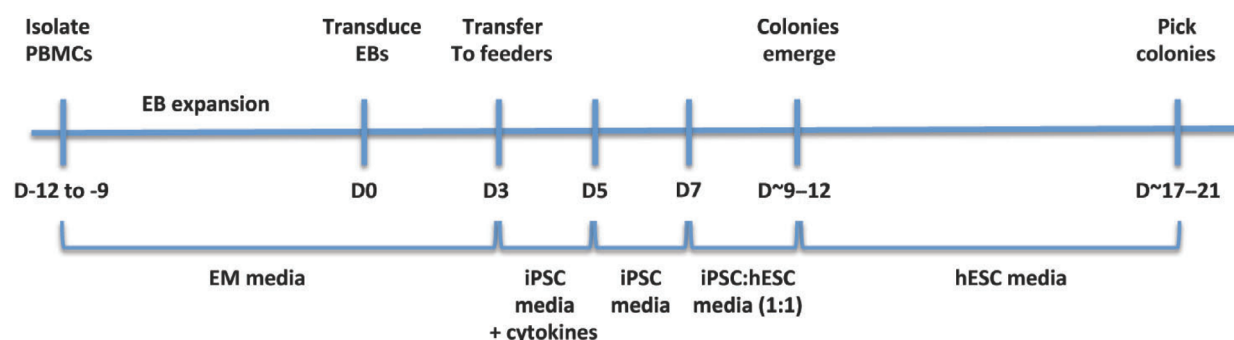 Isolate
PBMCs
Transduce
EBs
Transfer
To feeders
Colonies
emerge
Pick
colonies
EB expansion
D-12 to -9
D0
D3
D5
D7
D~9–12
D~17–21
EM media
iPSC
media
+ cytokines
iPSC
media
iPSC:hESC
media (1:1)
hESC media